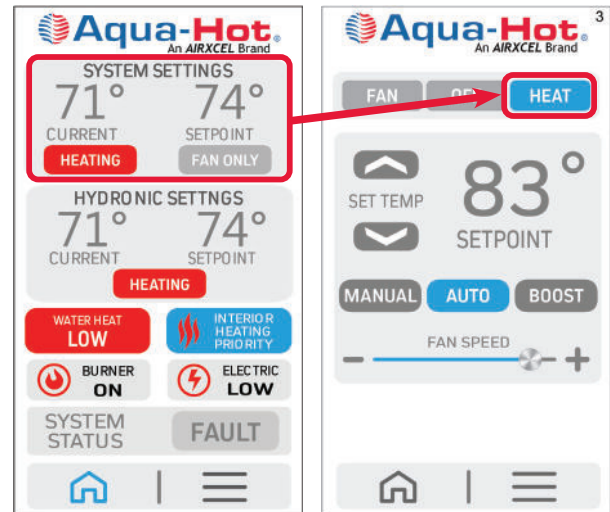 Aqua-Hot.
An AIRXCEL Brand
SYSTEM SETTINGS
71° 74°
CURRENT SETPOINT
HEATING FAN ONLY
HYDRONIC SETTNGS
71° 74°
CURRENT SETPOINT
HEATING
WATER HEAT
LOW
INTERIOR
HEATING
PRIORITY
BURNER
ON
ELECTRIC
LOW
SYSTEM
STATUS
FAULT
3
Aqua-Hot.
An AIRXCEL Brand
FAN HEAT
SET TEMP
83°
SETPOINT
MANUAL AUTO BOOST
FAN SPEED
− +